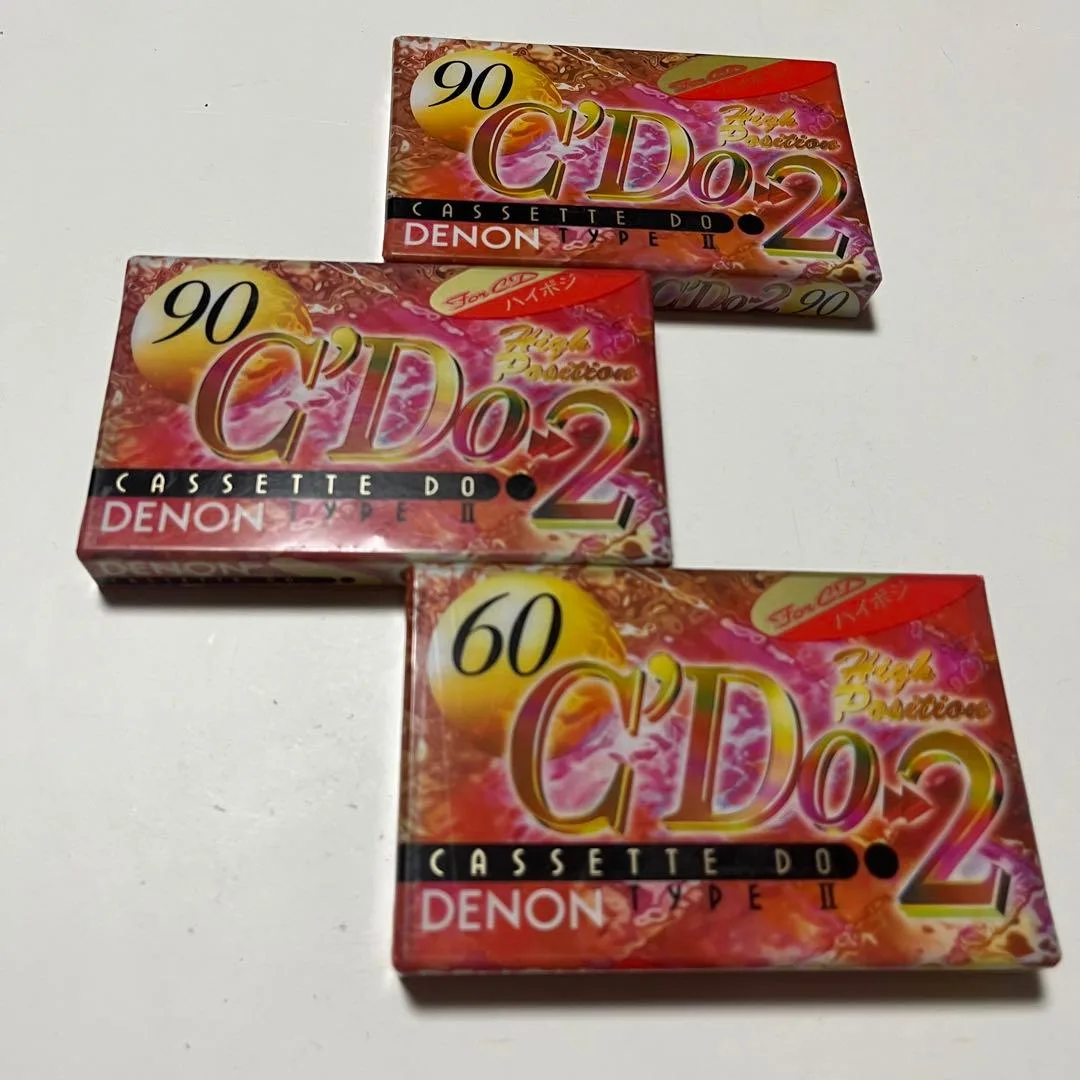 90
For CD
High
Position
C'Do▶▶2
CASSETTE DO
DENON TYPE II
C'Do▶▶2 90
90
For CD
ハイポジ
High
Position
C'Do▶▶2
CASSETTE DO
DENON TYPE II
DENON
CASSETTE DO
60
For CD
ハイポジ
High
Position
C'Do▶▶2
CASSETTE DO
DENON TYPE II